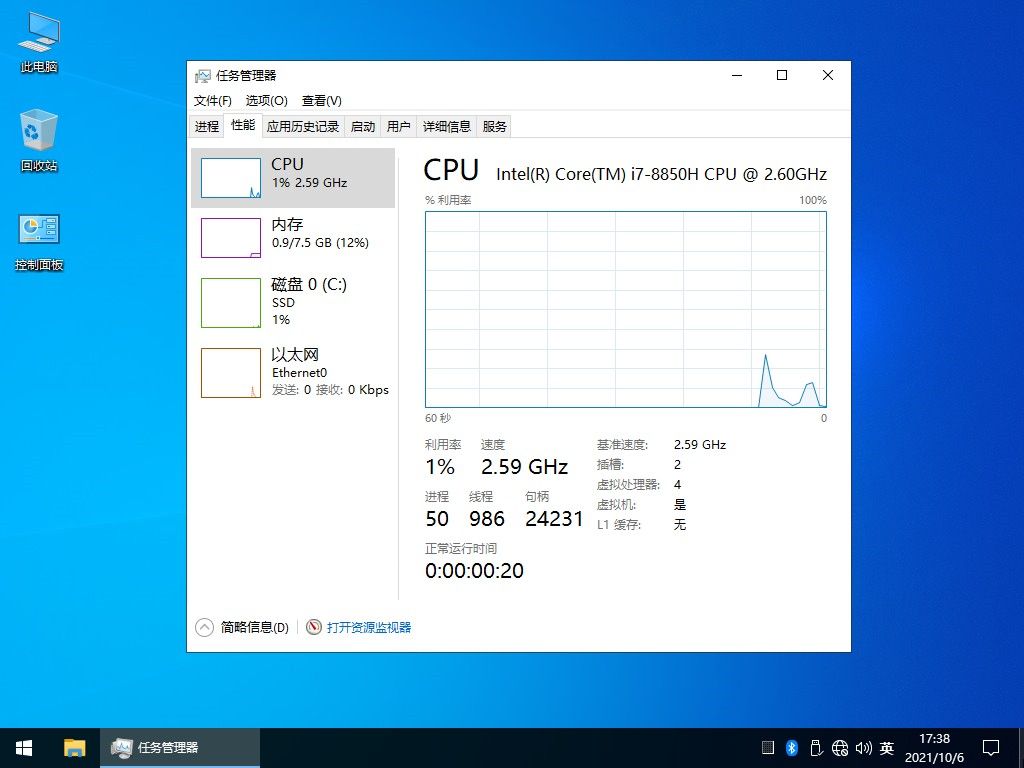 此电脑
回收站
控制面板
任务管理器
文件(F) 选项(O) 查看(V)
进程 性能 应用历史记录 启动 用户 详细信息 服务
CPU
1% 2.59 GHz
内存
0.9/7.5 GB (12%)
磁盘 0 (C:)
SSD
1%
以太网
Ethernet0
发送: 0 接收: 0 Kbps
CPU Intel(R) Core(TM) i7-8850H CPU @ 2.60GHz
% 利用率 100%
60 秒 0
利用率 速度
1% 2.59 GHz
进程 线程 句柄
50 986 24231
正常运行时间
0:00:00:20
基准速度: 2.59 GHz
插槽: 2
虚拟处理器: 4
虚拟机: 是
L1 缓存: 无
简略信息(D) 打开资源监视器
任务管理器
英
17:38
2021/10/6